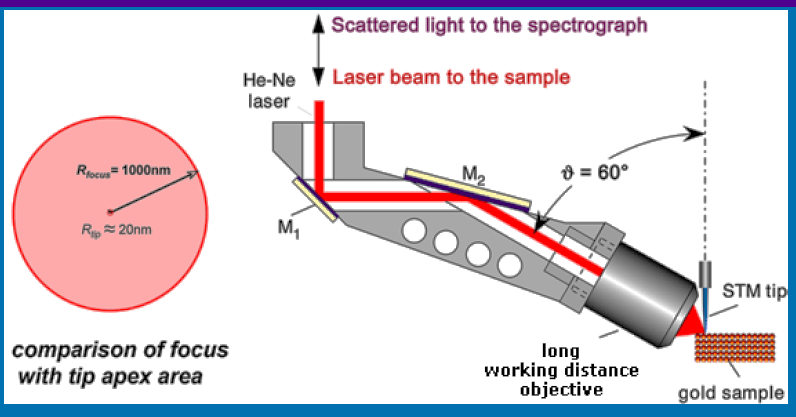 Scattered light to the spectrograph
Laser beam to the sample
He-Ne
laser
M2
ϑ = 60°
Rfocus= 1000nm
Rtip ≈ 20nm
M1
STM tip
comparison of focus
with tip apex area
long
working distance
objective
gold sample